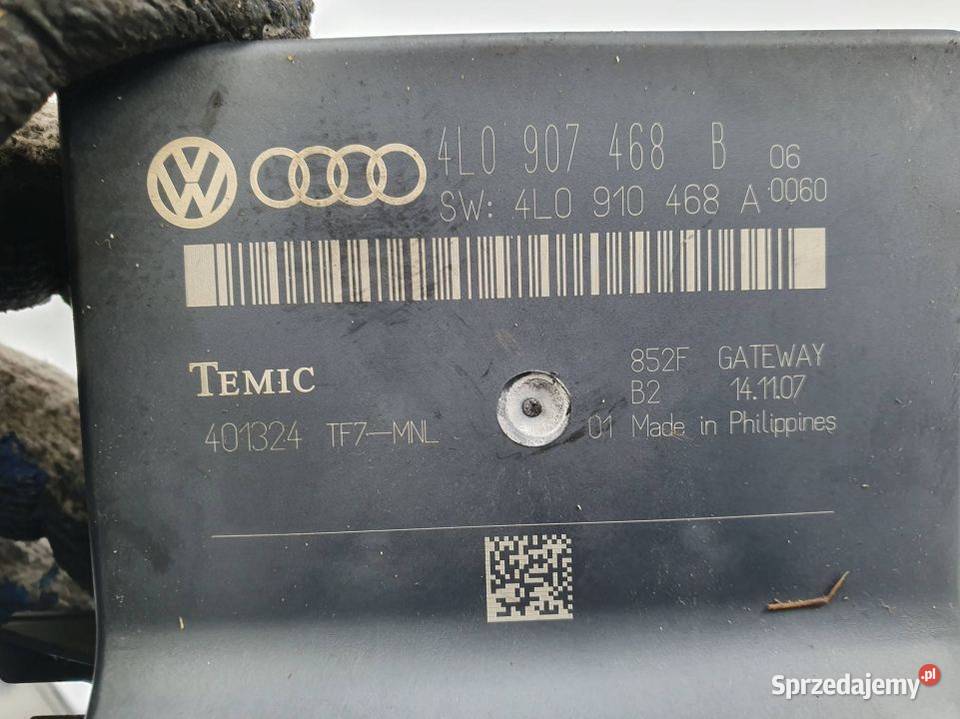 4L0 907 468 B 06
SW: 4L0 910 468 A 0060
TEMIC
852F GATEWAY
B2 14.11.07
401324 TF7-MNL
01 Made in Philippines
Sprzedajemy.pl